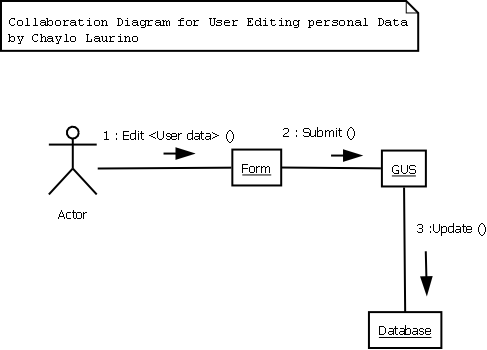 Collaboration Diagram for User Editing personal Data
by Chaylo Laurino
1 : Edit <User data> ()
2 : Submit ()
Form
GUS
Actor
3 :Update ()
Database